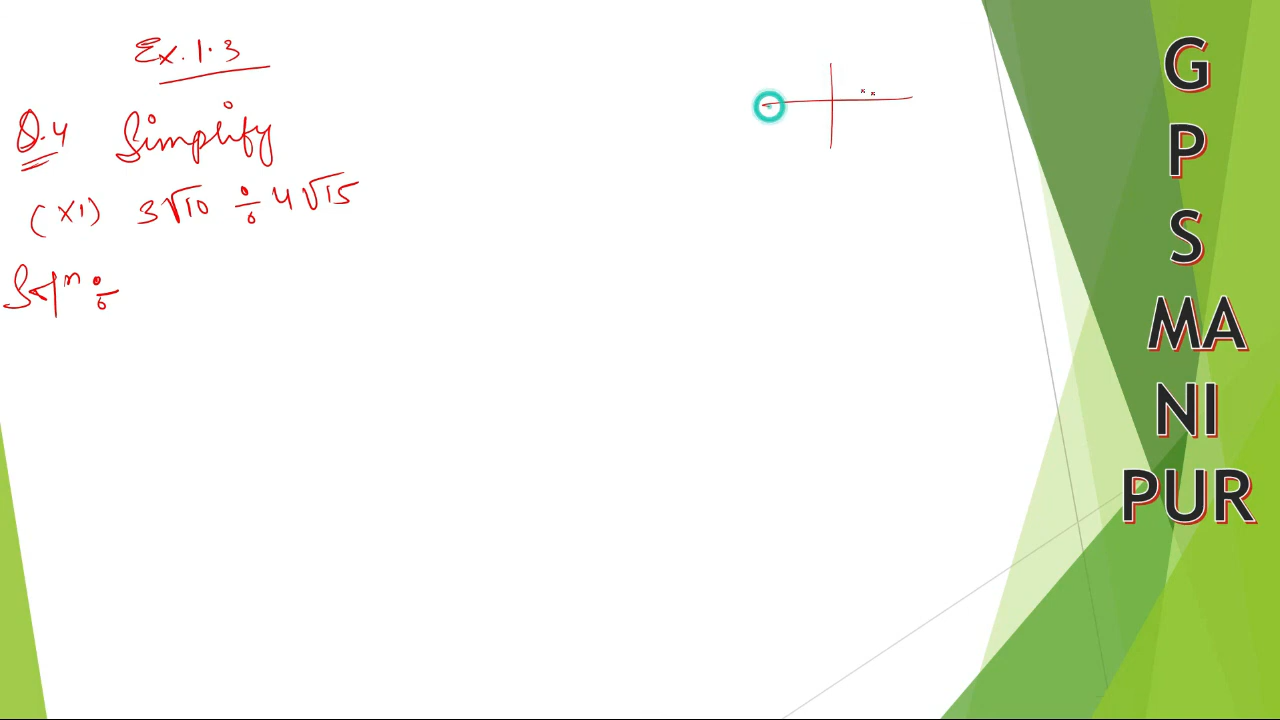 Ex. 1.3
Q.4 Simplify
(XI) 3√10 ÷ 4√15
Solⁿ ÷
G
P
S
MA
NI
PUR